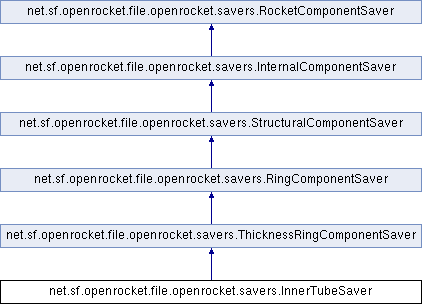 net.sf.openrocket.file.openrocket.savers.RocketComponentSaver
net.sf.openrocket.file.openrocket.savers.InternalComponentSaver
net.sf.openrocket.file.openrocket.savers.StructuralComponentSaver
net.sf.openrocket.file.openrocket.savers.RingComponentSaver
net.sf.openrocket.file.openrocket.savers.ThicknessRingComponentSaver
net.sf.openrocket.file.openrocket.savers.InnerTubeSaver